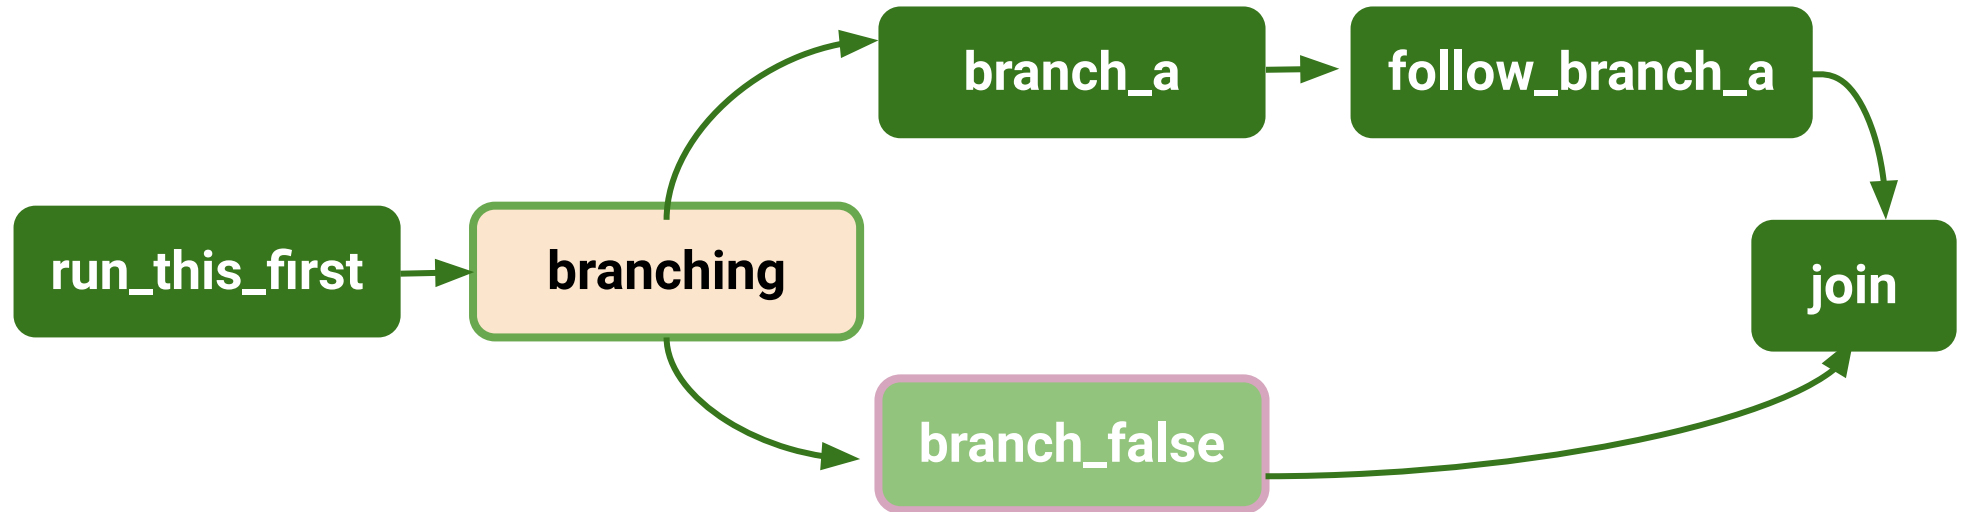 run_this_first
branching
branch_a
follow_branch_a
branch_false
join